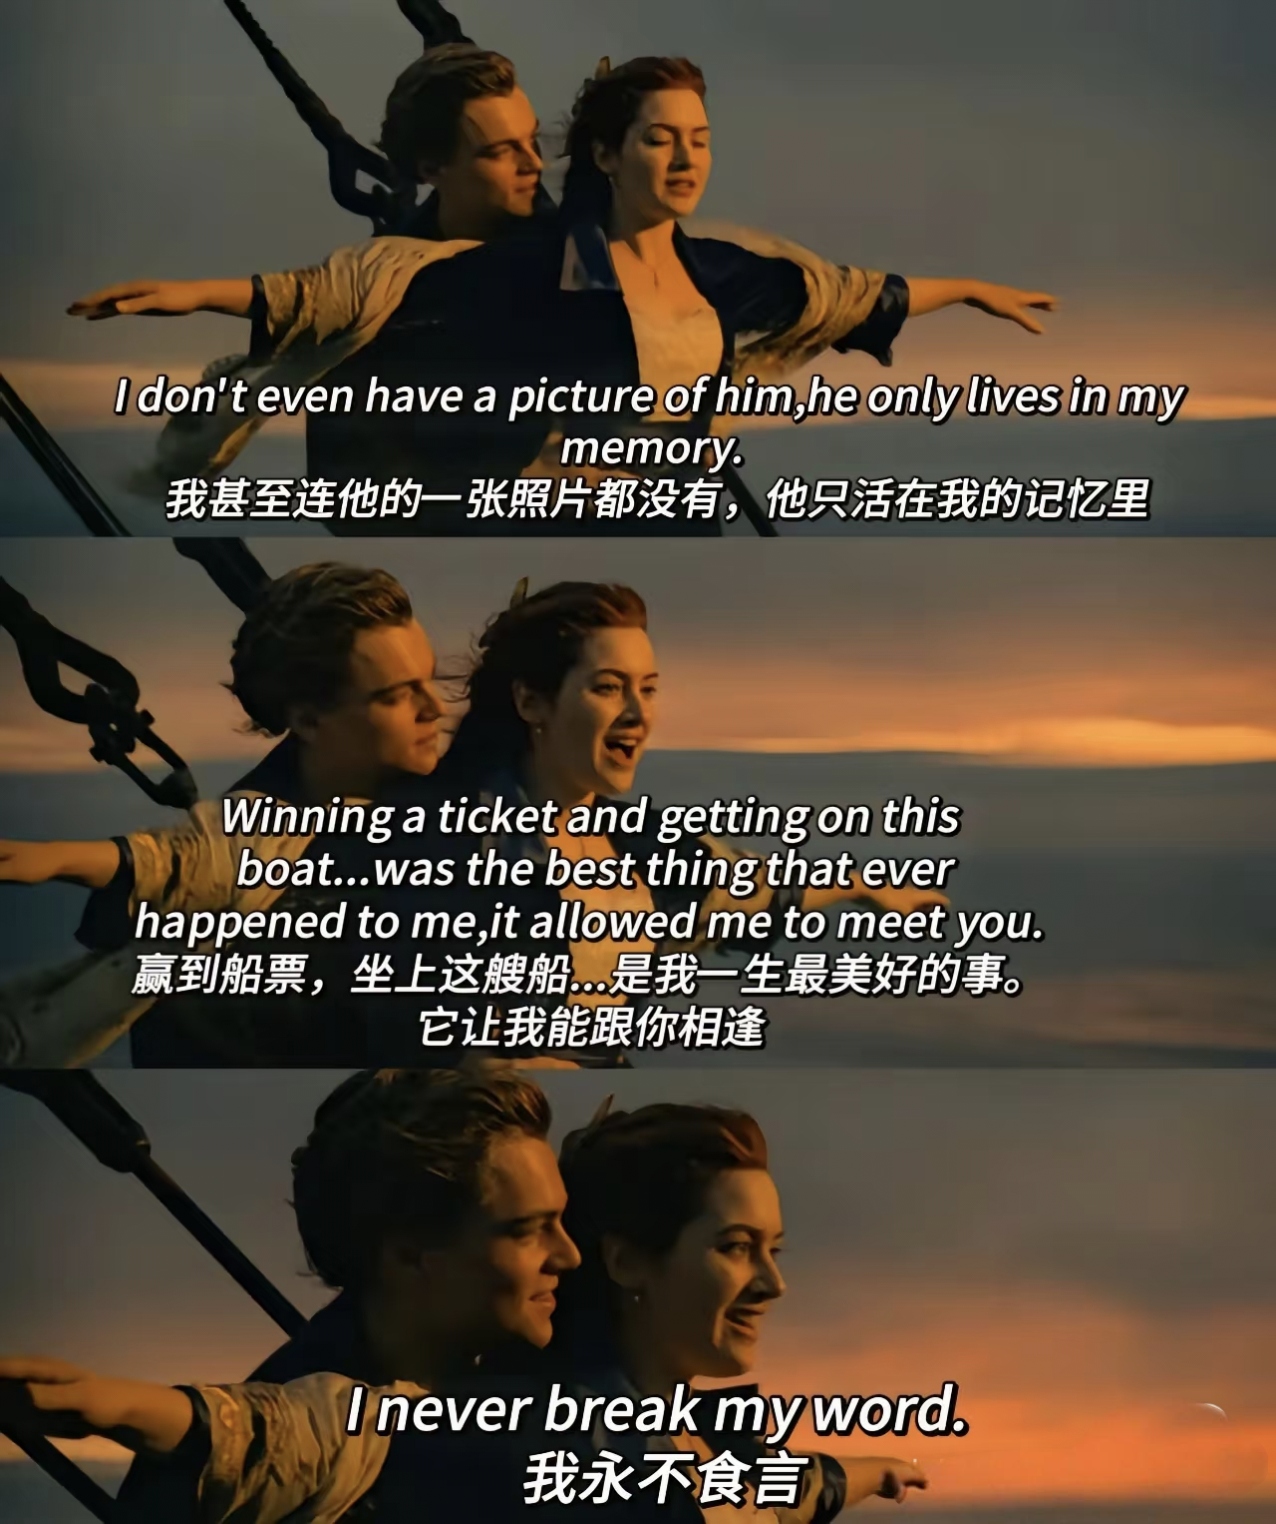 I don't even have a picture of him,he only lives in my
memory.
我甚至连他的一张照片都没有，他只活在我的记忆里
Winning a ticket and getting on this
boat...was the best thing that ever
happened to me,it allowed me to meet you.
赢到船票，坐上这艘船...是我一生最美好的事。
它让我能跟你相逢
I never break my word.
我永不食言